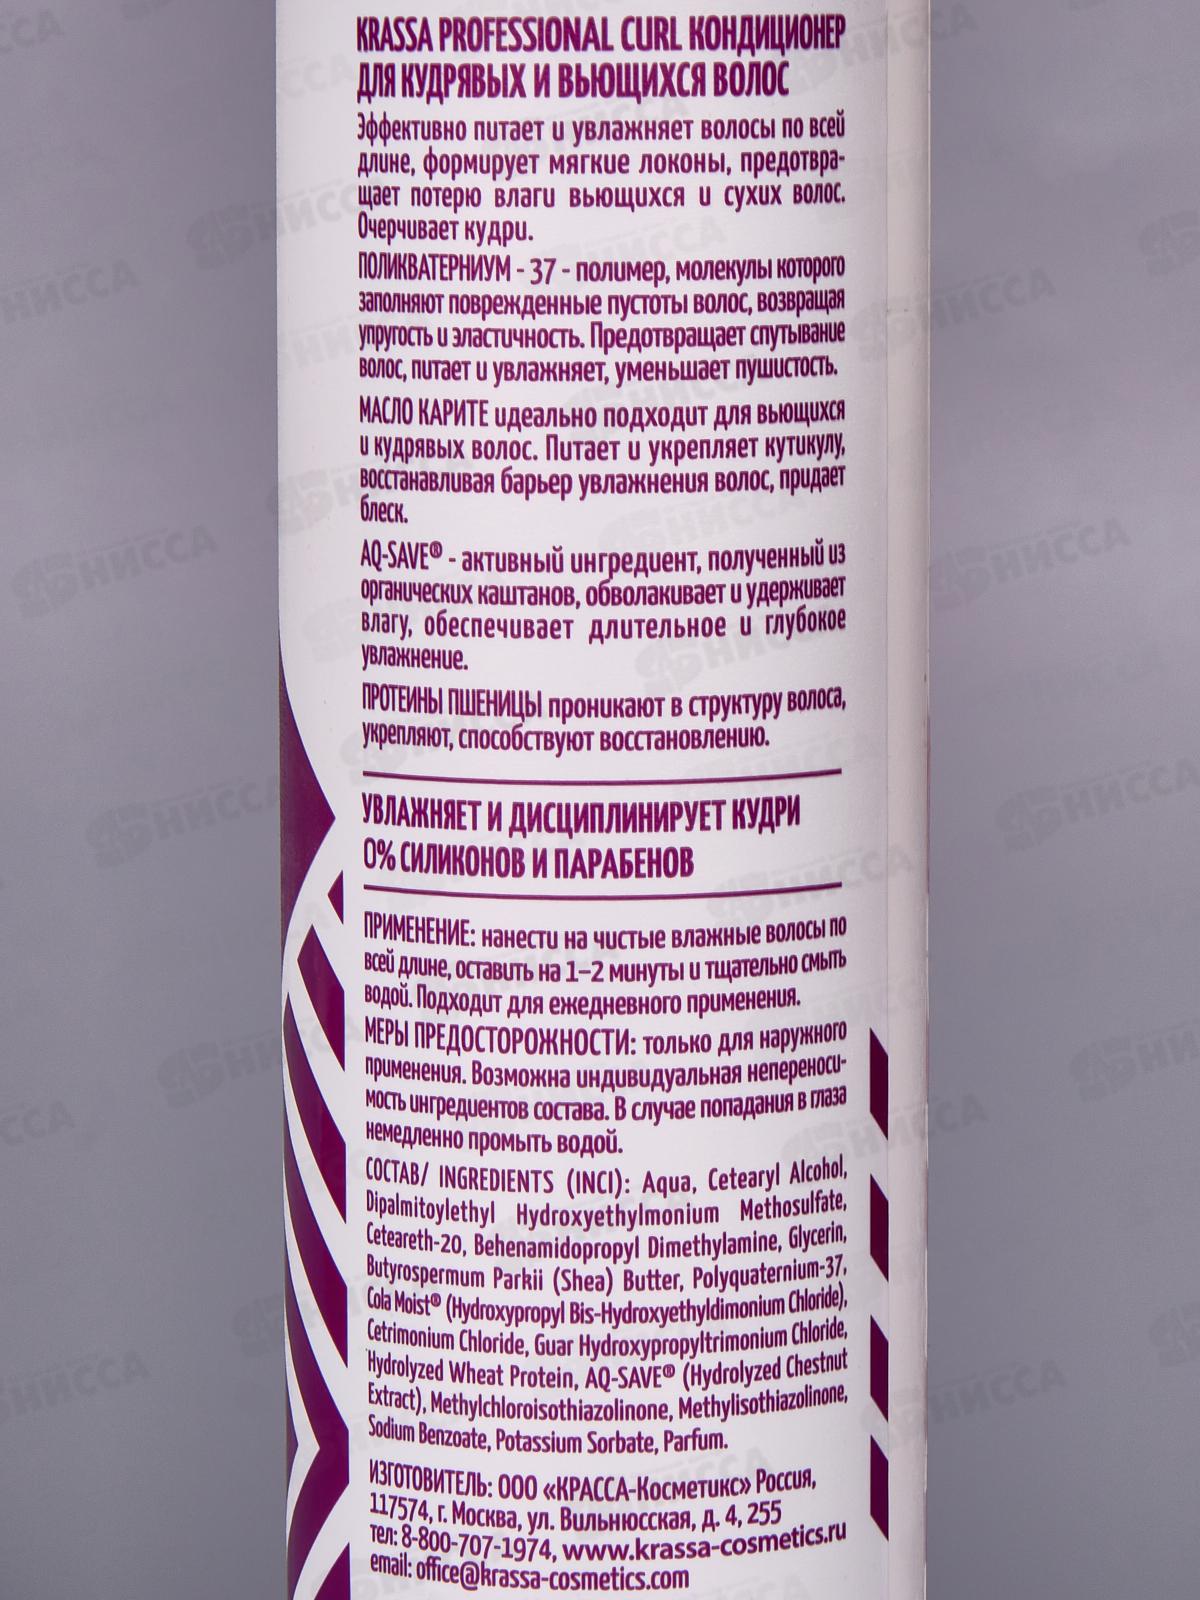 KRASSA PROFESSIONAL CURL КОНДИЦИОНЕР
ДЛЯ КУДРЯВЫХ И ВЬЮЩИХСЯ ВОЛОС
Эффективно питает и увлажняет волосы по всей
длине, формирует мягкие локоны, предотвра-
щает потерю влаги вьющихся и сухих волос.
Очерчивает кудри.
ПОЛИКВАТЕРНИУМ - 37 - полимер, молекулы которого
заполняют поврежденные пустоты волос, возвращая
упругость и эластичность. Предотвращает спутывание
волос, питает и увлажняет, уменьшает пушистость.
МАСЛО КАРИТЕ идеально подходит для вьющихся
и кудрявых волос. Питает и укрепляет кутикулу,
восстанавливая барьер увлажнения волос, придает
блеск.
AQ-SAVE® - активный ингредиент, полученный из
органических каштанов, обволакивает и удерживает
влагу, обеспечивает длительное и глубокое
увлажнение.
ПРОТЕИНЫ ПШЕНИЦЫ проникают в структуру волоса,
укрепляют, способствуют восстановлению.
УВЛАЖНЯЕТ И ДИСЦИПЛИНИРУЕТ КУДРИ
0% СИЛИКОНОВ И ПАРАБЕНОВ
ПРИМЕНЕНИЕ: нанести на чистые влажные волосы по
всей длине, оставить на 1–2 минуты и тщательно смыть
водой. Подходит для ежедневного применения.
МЕРЫ ПРЕДОСТОРОЖНОСТИ: только для наружного
применения. Возможна индивидуальная непереноси-
мость ингредиентов состава. В случае попадания в глаза
немедленно промыть водой.
СОСТАВ/ INGREDIENTS (INCI): Aqua, Cetearyl Alcohol,
Dipalmitoylethyl Hydroxyethylmonium Methosulfate,
Ceteareth-20, Behenamidopropyl Dimethylamine, Glycerin,
Butyrospermum Parkii (Shea) Butter, Polyquaternium-37,
Cola Moist® (Hydroxypropyl Bis-Hydroxyethyldimonium Chloride),
Cetrimonium Chloride, Guar Hydroxypropyltrimonium Chloride,
Hydrolyzed Wheat Protein, AQ-SAVE® (Hydrolyzed Chestnut
Extract), Methylchloroisothiazolinone, Methylisothiazolinone,
Sodium Benzoate, Potassium Sorbate, Parfum.
ИЗГОТОВИТЕЛЬ: ООО «КРАССА-Косметикс» Россия,
117574, г. Москва, ул. Вильнюсская, д. 4, 255
тел: 8-800-707-1974, www.krassa-cosmetics.ru
email: office@krassa-cosmetics.com